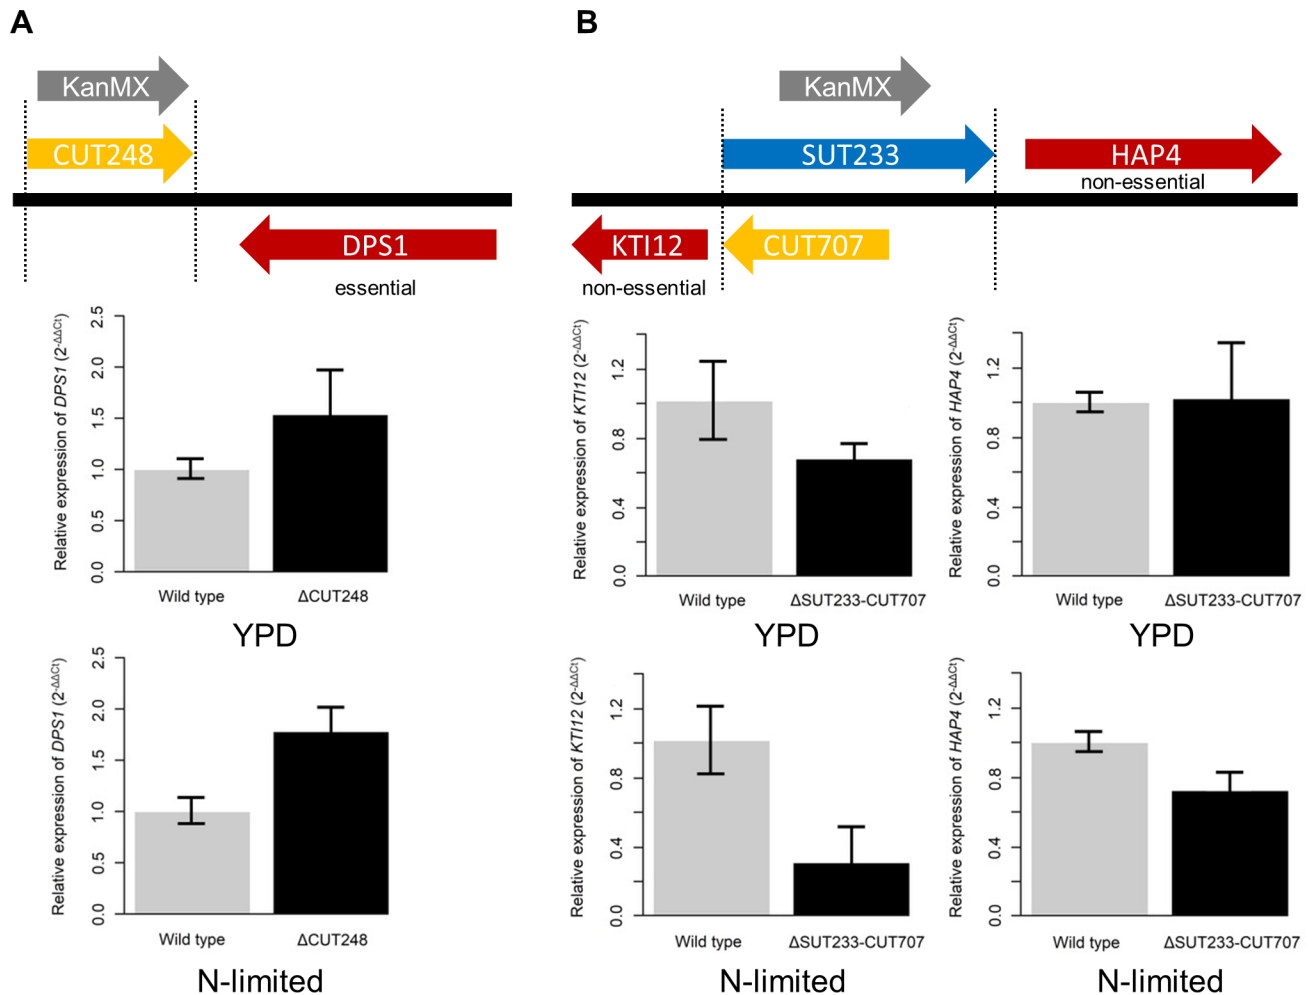 A
B
KanMX
KanMX
CUT248
SUT233
HAP4
non-essential
DPS1
KTI12
CUT707
essential
non-essential
Relative expression of DPS1 (2-ΔΔCt)
0.0
0.5
1.0
1.5
2.0
2.5
Wild type
ΔCUT248
YPD
Relative expression of KTI12 (2-ΔΔCt)
0.0
0.4
0.8
1.2
Wild type
ΔSUT233-CUT707
YPD
Relative expression of HAP4 (2-ΔΔCt)
0.0
0.4
0.8
1.2
Wild type
ΔSUT233-CUT707
YPD
Relative expression of DPS1 (2-ΔΔCt)
0.0
0.5
1.0
1.5
2.0
2.5
Wild type
ΔCUT248
N-limited
Relative expression of KTI12 (2-ΔΔCt)
0.0
0.4
0.8
1.2
Wild type
ΔSUT233-CUT707
N-limited
Relative expression of HAP4 (2-ΔΔCt)
0.0
0.4
0.8
1.2
Wild type
ΔSUT233-CUT707
N-limited